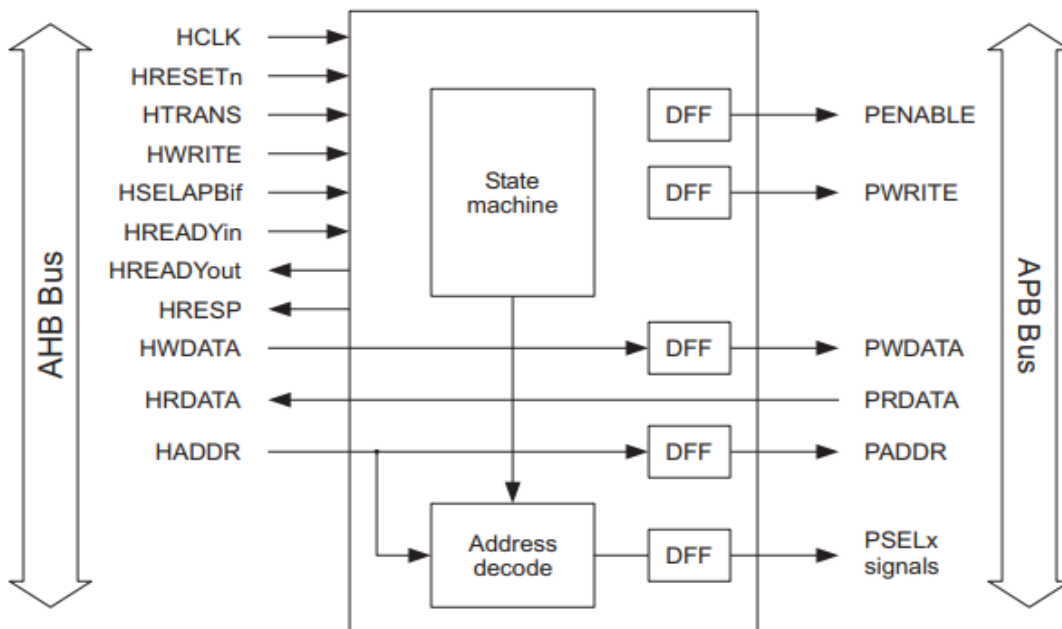 AHB Bus
HCLK
HRESETn
HTRANS
HWRITE
HSELAPBif
HREADYin
HREADYout
HRESP
HWDATA
HRDATA
HADDR
State
machine
Address
decode
DFF
DFF
DFF
DFF
DFF
PENABLE
PWRITE
PWDATA
PRDATA
PADDR
PSELx
signals
APB Bus